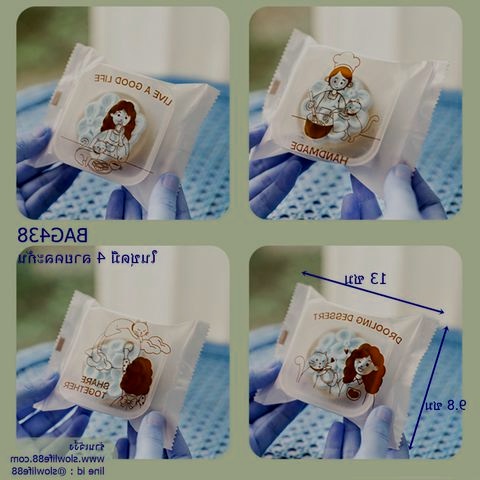 LIVE A GOOD LIFE
HANDMADE
BAG438
ในชุดมี 4 ลายคละกัน
13 ซม
DROOLING DESSERT
SHARE
TOGETHER
9.8 ซม
www.slowlife88.com
line id : @slowlife88